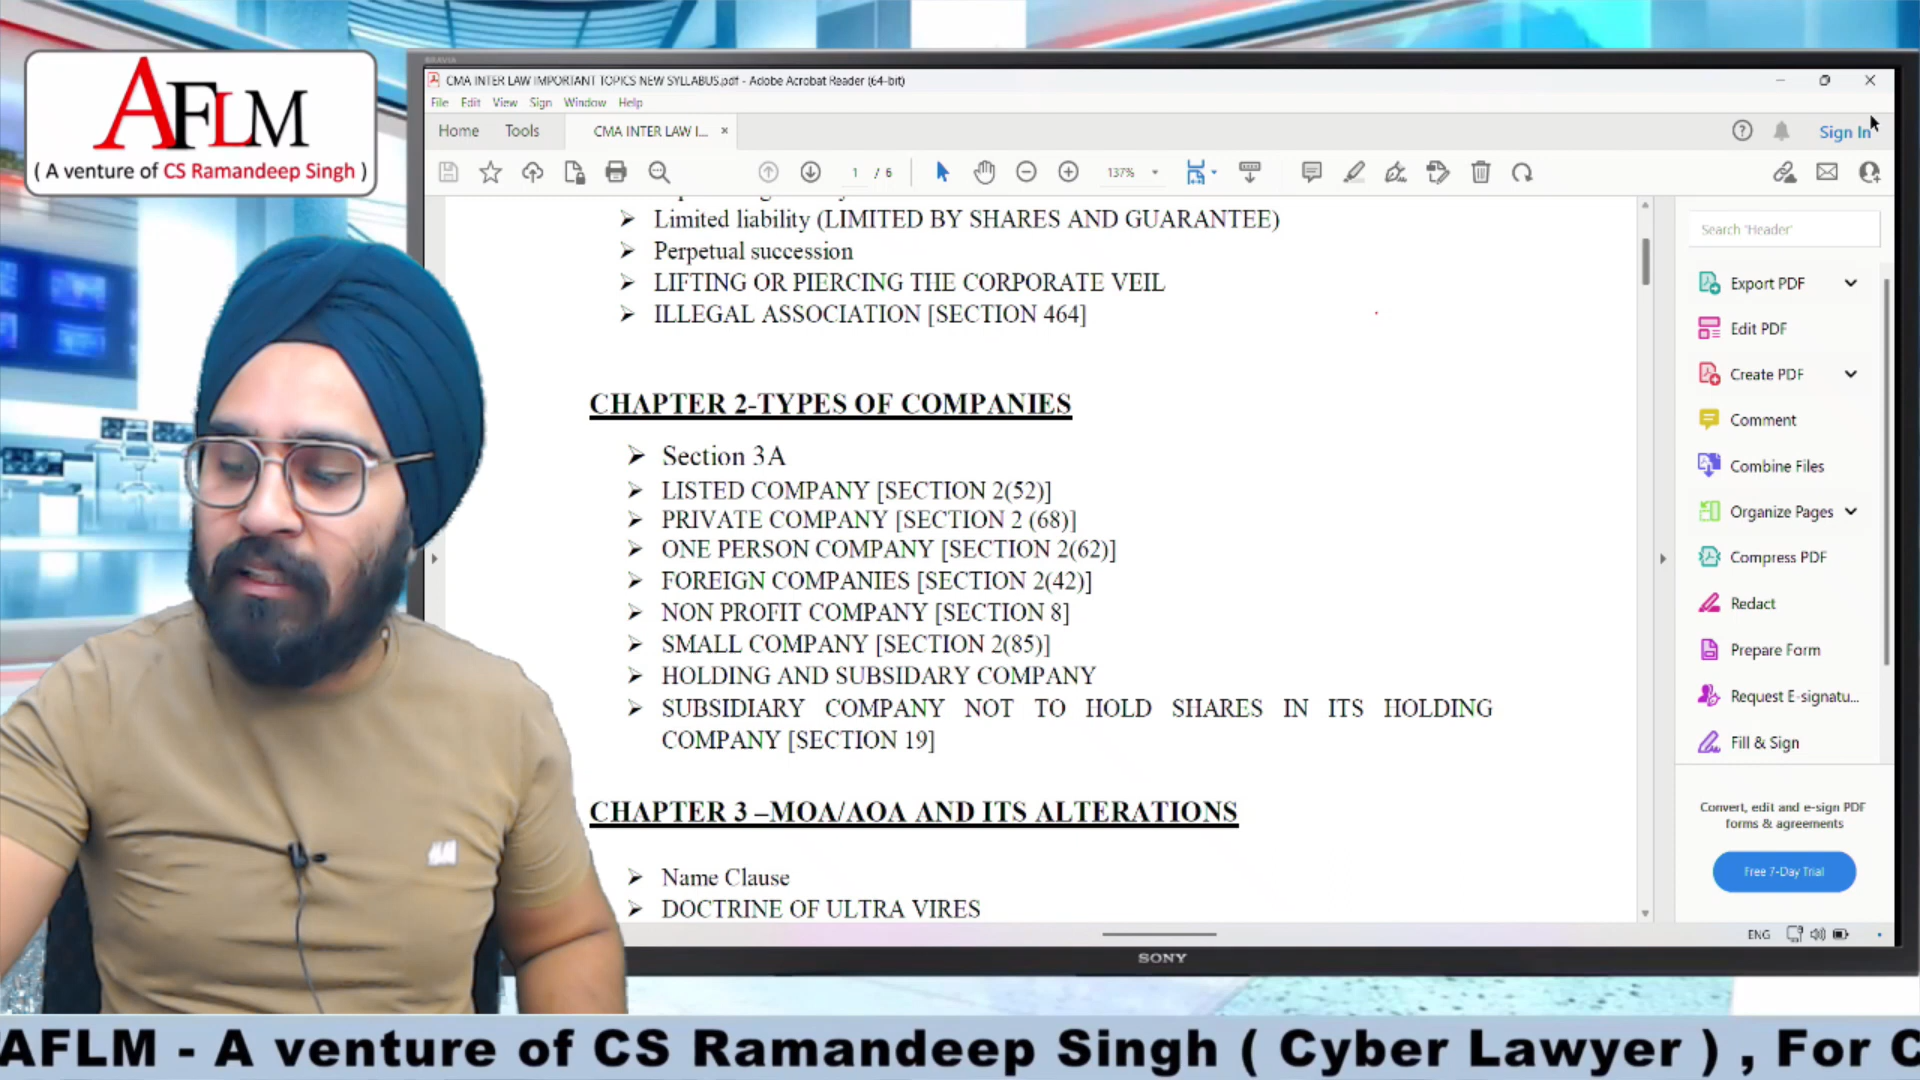 AFLM
( A venture of CS Ramandeep Singh )
BRAVIA
CMA INTER LAW IMPORTANT TOPICS NEW SYLLABUS.pdf - Adobe Acrobat Reader (64-bit)
File Edit View Sign Window Help
Home Tools CMA INTER LAW I... ×
Sign In
1 / 6 137%
Limited liability (LIMITED BY SHARES AND GUARANTEE)
Perpetual succession
LIFTING OR PIERCING THE CORPORATE VEIL
ILLEGAL ASSOCIATION [SECTION 464]
CHAPTER 2-TYPES OF COMPANIES
Section 3A
LISTED COMPANY [SECTION 2(52)]
PRIVATE COMPANY [SECTION 2 (68)]
ONE PERSON COMPANY [SECTION 2(62)]
FOREIGN COMPANIES [SECTION 2(42)]
NON PROFIT COMPANY [SECTION 8]
SMALL COMPANY [SECTION 2(85)]
HOLDING AND SUBSIDARY COMPANY
SUBSIDIARY COMPANY NOT TO HOLD SHARES IN ITS HOLDING
COMPANY [SECTION 19]
CHAPTER 3 –MOA/AOA AND ITS ALTERATIONS
Name Clause
DOCTRINE OF ULTRA VIRES
Search 'Header'
Export PDF
Edit PDF
Create PDF
Comment
Combine Files
Organize Pages
Compress PDF
Redact
Prepare Form
Request E-signatu...
Fill & Sign
Convert, edit and e-sign PDF
forms & agreements
Free 7-Day Trial
ENG
SONY
H&M
AFLM - A venture of CS Ramandeep Singh ( Cyber Lawyer ) , For C